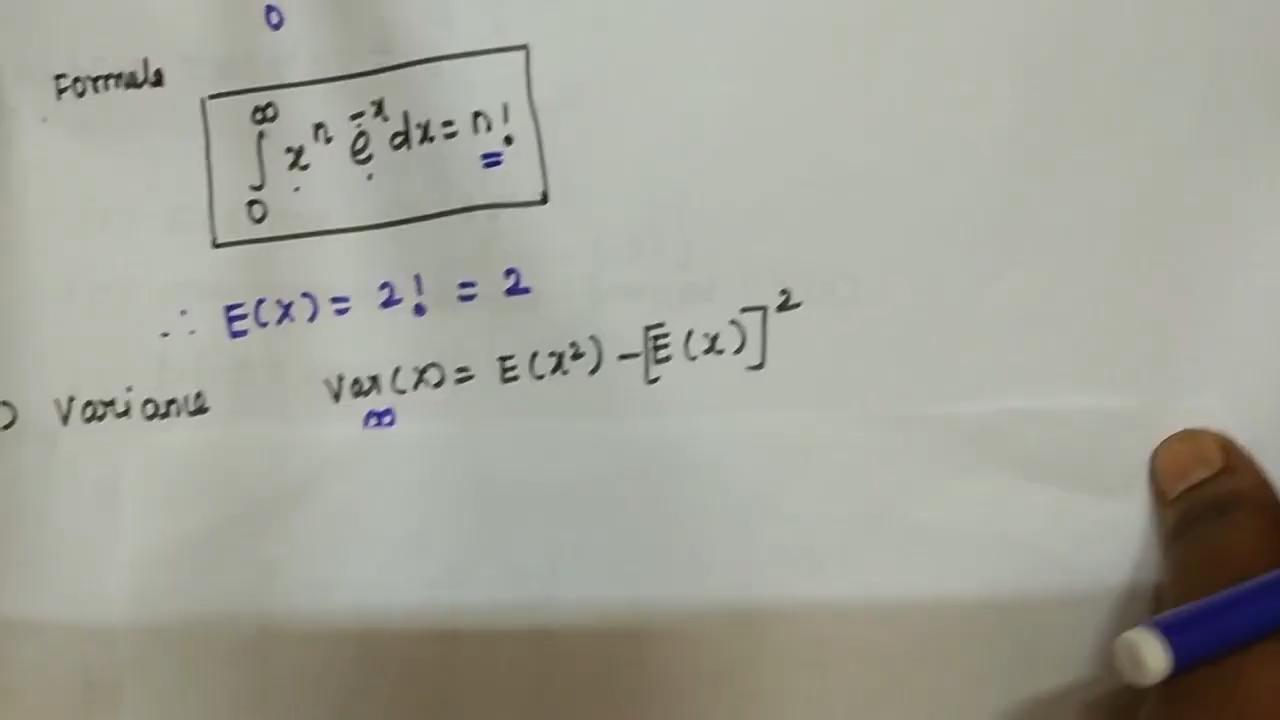 0
Formula
∞
∫ xⁿ e⁻ˣ dx = n!
0
∴ E(X) = 2! = 2
) Variance Var(X) = E(x²) - [E(x)]²
∞